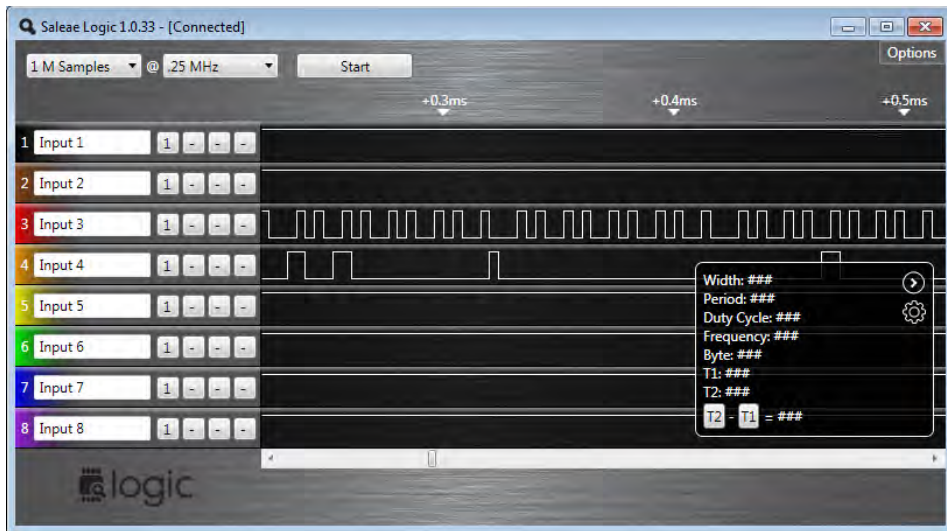 Saleae Logic 1.0.33 - [Connected]
Options
1 M Samples @ .25 MHz Start
+0.3ms +0.4ms +0.5ms
1 Input 1 1 - - -
2 Input 2 1 - - -
3 Input 3 1 - - -
4 Input 4 1 - - -
5 Input 5 1 - - -
6 Input 6 1 - - -
7 Input 7 1 - - -
8 Input 8 1 - - -
Width: ###
Period: ###
Duty Cycle: ###
Frequency: ###
Byte: ###
T1: ###
T2: ###
T2 - T1 = ###
logic